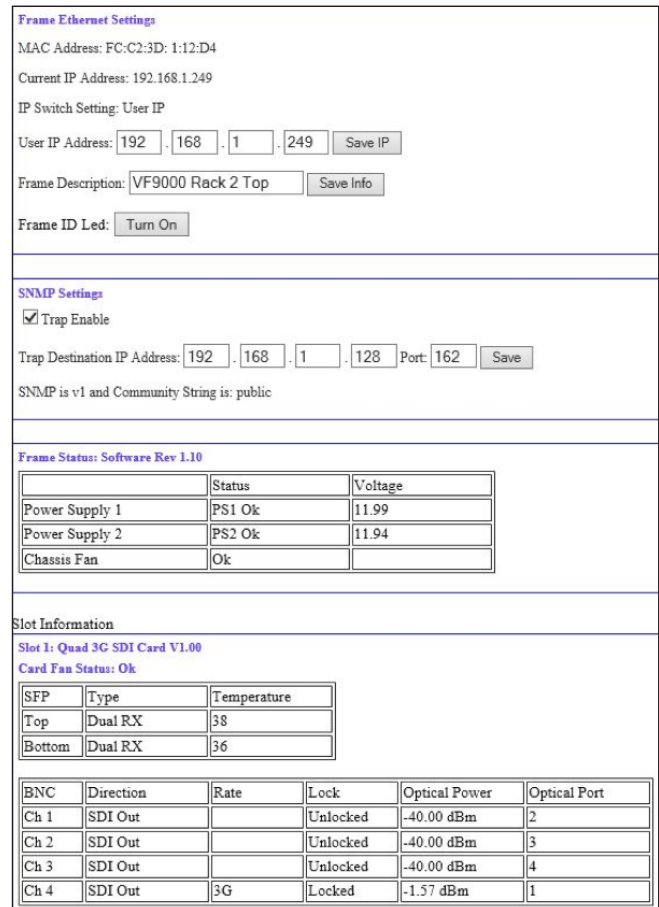 Frame Ethernet Settings
MAC Address: FC:C2:3D: 1:12:D4
Current IP Address: 192.168.1.249
IP Switch Setting: User IP
User IP Address: 192 . 168 . 1 . 249 Save IP
Frame Description: VF9000 Rack 2 Top Save Info
Frame ID Led: Turn On
SNMP Settings
Trap Enable
Trap Destination IP Address: 192 . 168 . 1 . 128 Port: 162 Save
SNMP is v1 and Community String is: public
Frame Status: Software Rev 1.10
Status Voltage
Power Supply 1 PS1 Ok 11.99
Power Supply 2 PS2 Ok 11.94
Chassis Fan Ok
Slot Information
Slot 1: Quad 3G SDI Card V1.00
Card Fan Status: Ok
SFP Type Temperature
Top Dual RX 38
Bottom Dual RX 36
BNC Direction Rate Lock Optical Power Optical Port
Ch 1 SDI Out Unlocked -40.00 dBm 2
Ch 2 SDI Out Unlocked -40.00 dBm 3
Ch 3 SDI Out Unlocked -40.00 dBm 4
Ch 4 SDI Out 3G Locked -1.57 dBm 1